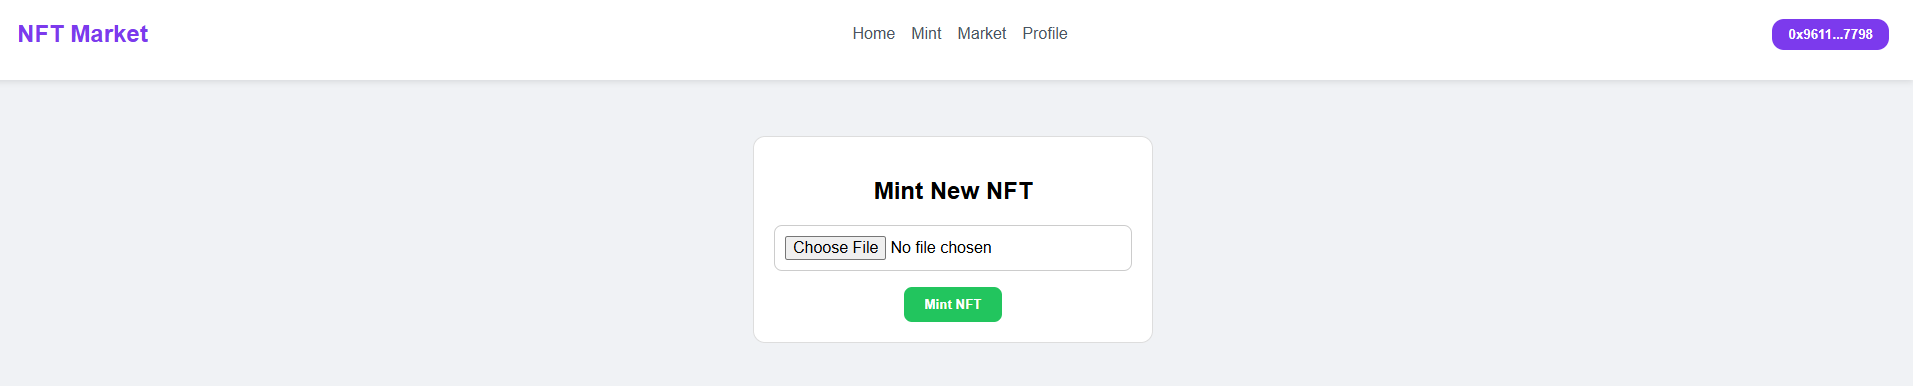 NFT Market
Home Mint Market Profile
0x9611...7798
Mint New NFT
Choose File No file chosen
Mint NFT